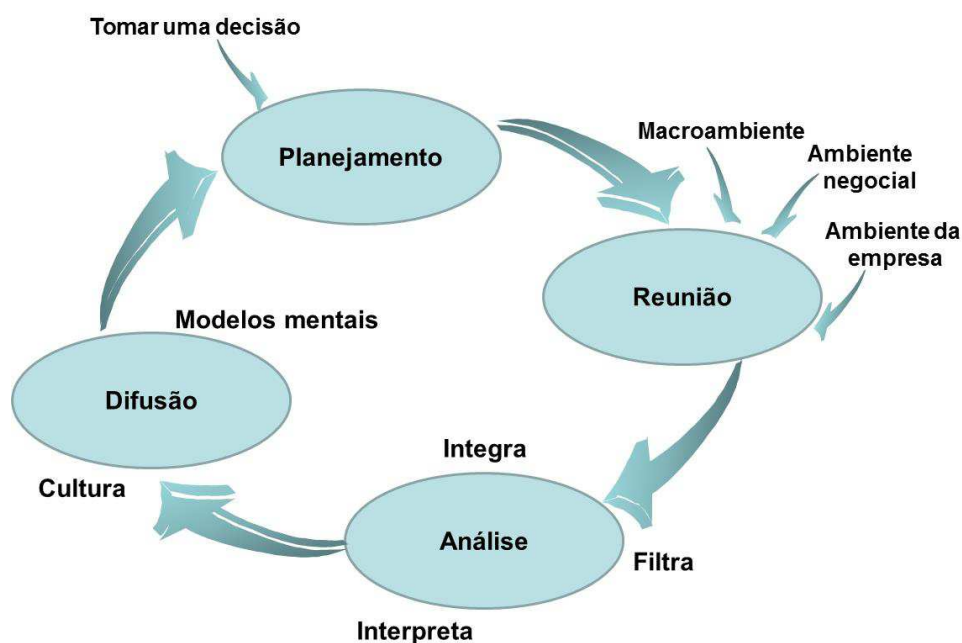 Tomar uma decisão
Planejamento
Macroambiente
Ambiente
negocial
Ambiente da
empresa
Reunião
Modelos mentais
Difusão
Cultura
Integra
Análise
Filtra
Interpreta